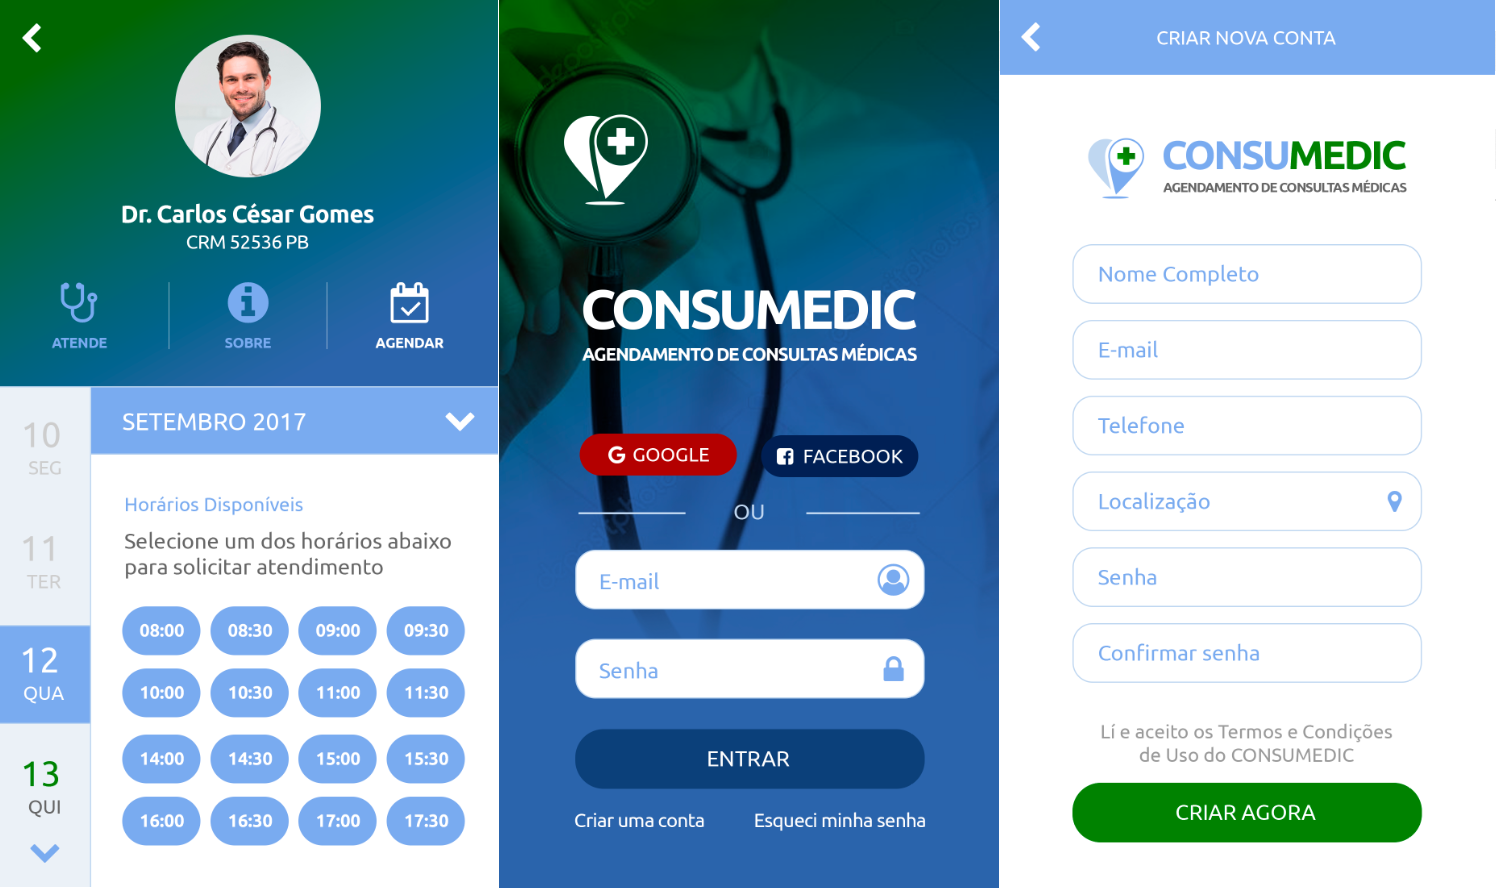 Dr. Carlos César Gomes
CRM 52536 PB
ATENDE
SOBRE
AGENDAR
10
SEG
11
TER
12
QUA
13
QUI
SETEMBRO 2017
Horários Disponíveis
Selecione um dos horários abaixo
para solicitar atendimento
08:00 08:30 09:00 09:30
10:00 10:30 11:00 11:30
14:00 14:30 15:00 15:30
16:00 16:30 17:00 17:30
CONSUMEDIC
AGENDAMENTO DE CONSULTAS MÉDICAS
GOOGLE
FACEBOOK
OU
E-mail
Senha
ENTRAR
Criar uma conta
Esqueci minha senha
CRIAR NOVA CONTA
CONSUMEDIC
AGENDAMENTO DE CONSULTAS MÉDICAS
Nome Completo
E-mail
Telefone
Localização
Senha
Confirmar senha
Lí e aceito os Termos e Condições
de Uso do CONSUMEDIC
CRIAR AGORA